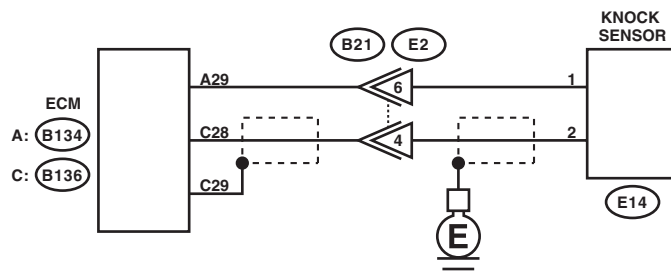 KNOCK
SENSOR
B21 E2
A29 6 1
ECM
A: B134
C28 4 2
C: B136
C29
E14
E